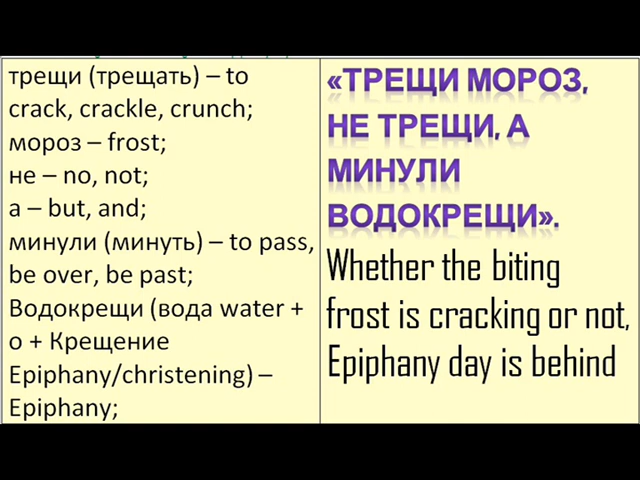 трещи (трещать) – to
crack, crackle, crunch;
мороз – frost;
не – no, not;
а – but, and;
минули (минуть) – to pass,
be over, be past;
Водокрещи (вода water +
о + Крещение
Epiphany/christening) –
Epiphany;
«ТРЕЩИ МОРОЗ,
НЕ ТРЕЩИ, А
МИНУЛИ
ВОДОКРЕЩИ».
Whether the biting
frost is cracking or not,
Epiphany day is behind